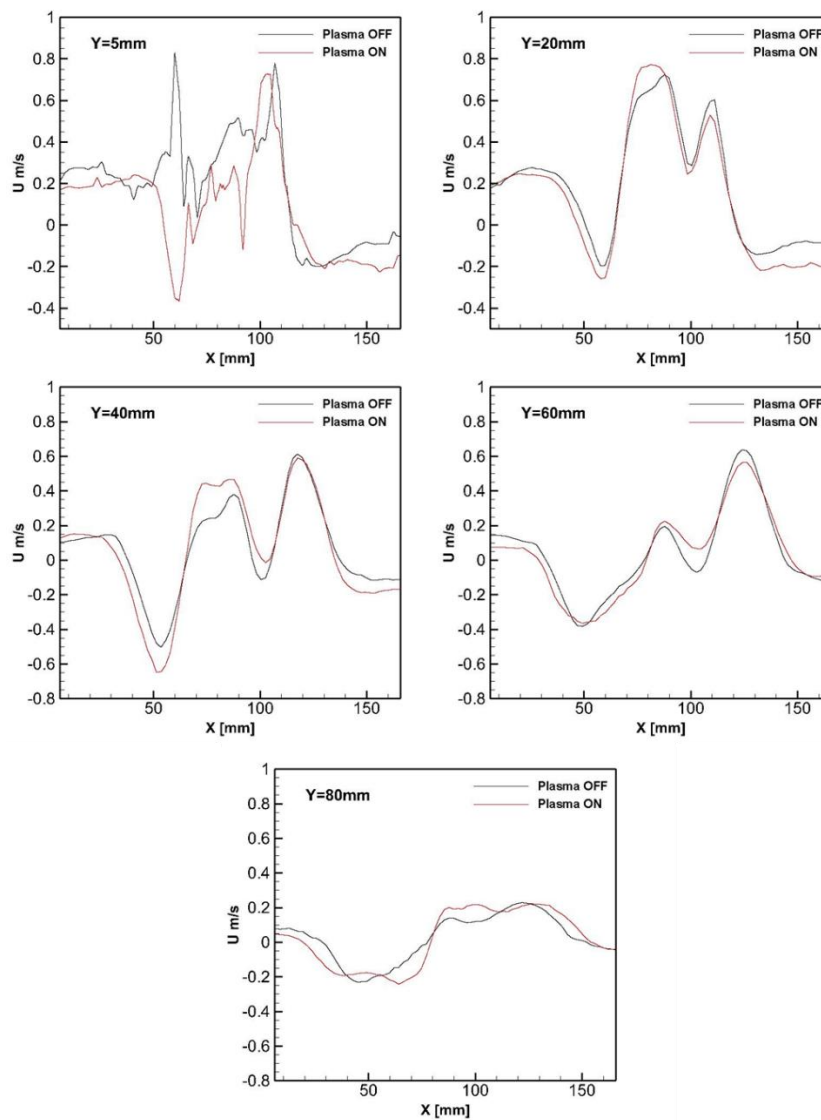 Y=5mm
Plasma OFF
Plasma ON
1
0.8
0.6
0.4
0.2
0
-0.2
-0.4
U m/s
50 100 150
X [mm]
Y=20mm
Plasma OFF
Plasma ON
1
0.8
0.6
0.4
0.2
0
-0.2
-0.4
U m/s
50 100 150
X [mm]
Y=40mm
Plasma OFF
Plasma ON
1
0.8
0.6
0.4
0.2
0
-0.2
-0.4
-0.6
-0.8
U m/s
50 100 150
X [mm]
Y=60mm
Plasma OFF
Plasma ON
1
0.8
0.6
0.4
0.2
0
-0.2
-0.4
-0.6
-0.8
U m/s
50 100 150
X [mm]
Y=80mm
Plasma OFF
Plasma ON
1
0.8
0.6
0.4
0.2
0
-0.2
-0.4
-0.6
-0.8
U m/s
50 100 150
X [mm]